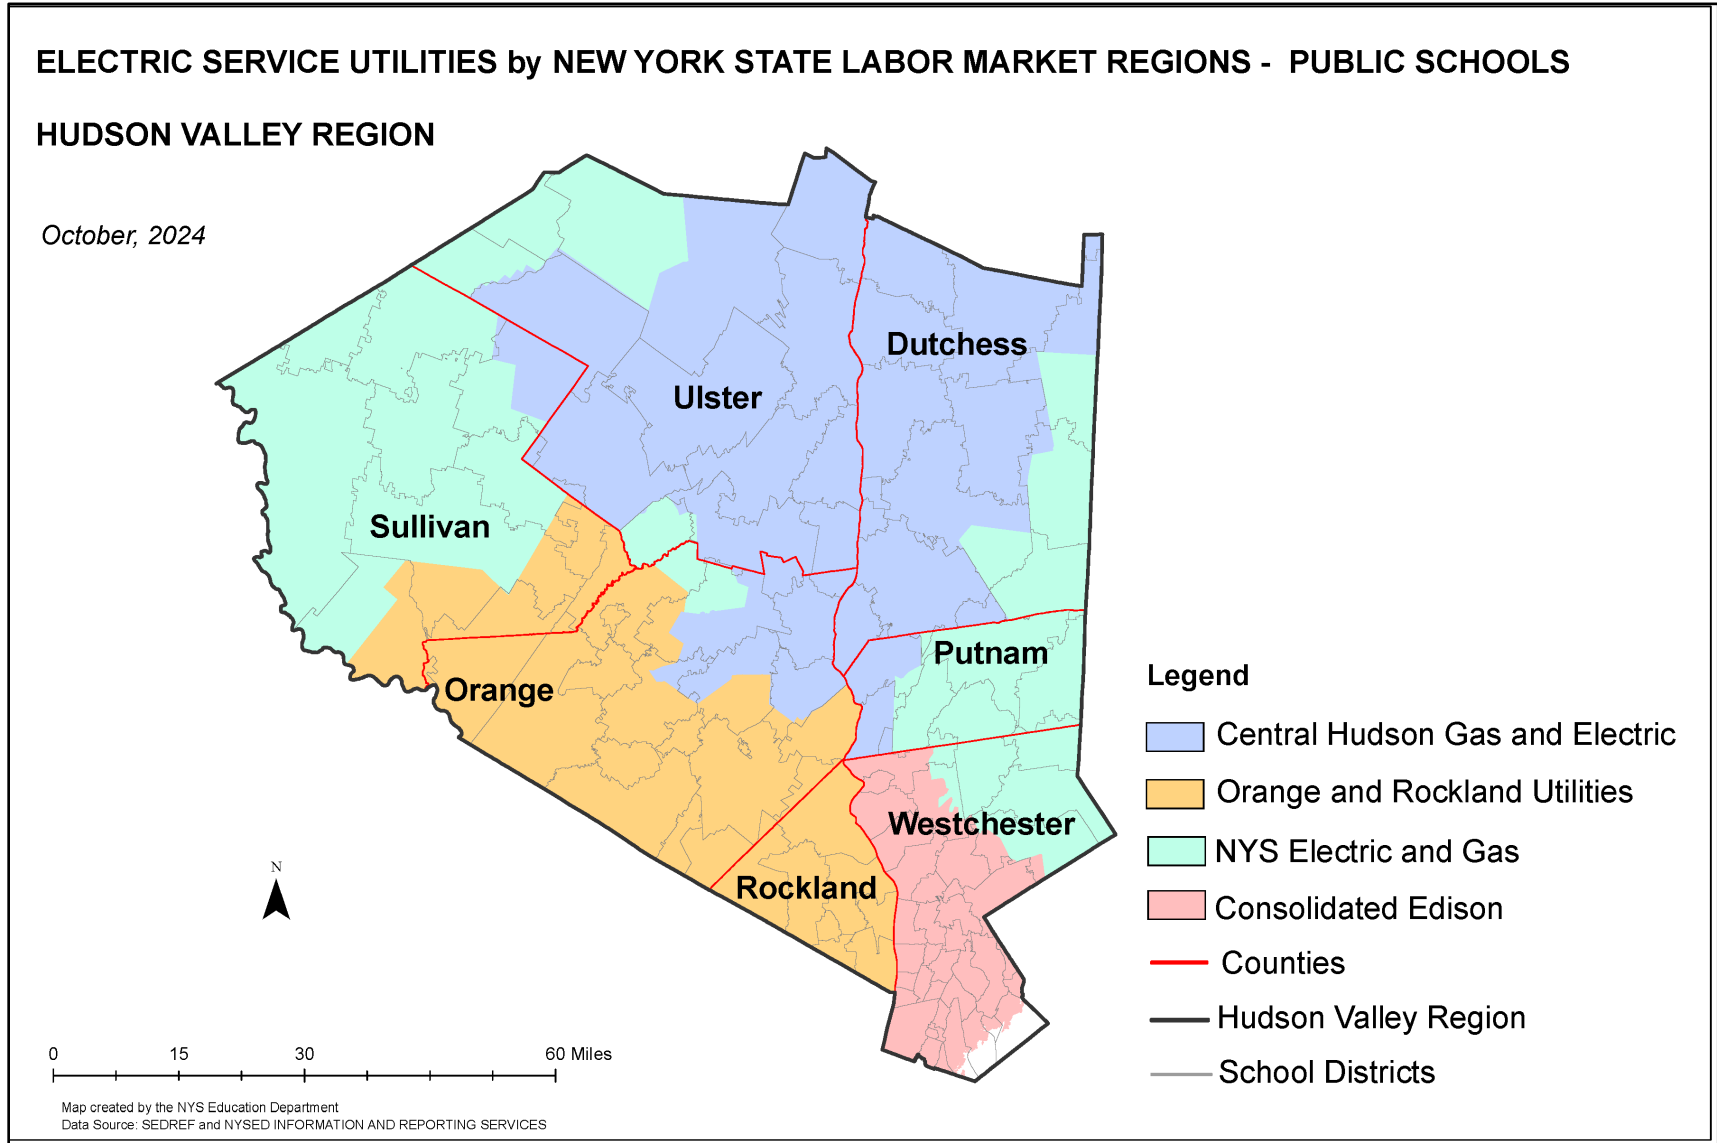 ELECTRIC SERVICE UTILITIES by NEW YORK STATE LABOR MARKET REGIONS - PUBLIC SCHOOLS
HUDSON VALLEY REGION
October, 2024
Dutchess
Ulster
Sullivan
Putnam
Orange
Westchester
Rockland
Legend
Central Hudson Gas and Electric
Orange and Rockland Utilities
NYS Electric and Gas
Consolidated Edison
Counties
Hudson Valley Region
School Districts
N
0 15 30 60 Miles
Map created by the NYS Education Department
Data Source: SEDREF and NYSED INFORMATION AND REPORTING SERVICES